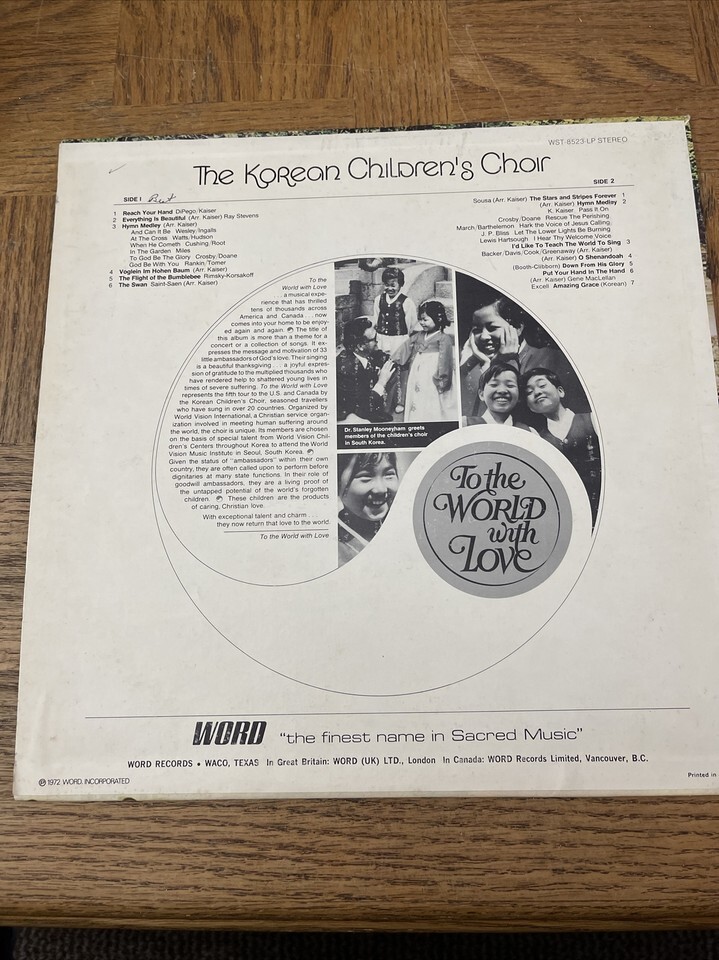 WST-8523-LP STEREO
The Korean Children's Choir
SIDE I
1 Reach Your Hand DiPego/Kaiser
2 Everything Is Beautiful (Arr. Kaiser) Ray Stevens
3 Hymn Medley (Arr. Kaiser)
And Can It Be Wesley/Ingalls
At The Cross Watts/Hudson
When He Cometh Cushing/Root
In The Garden Miles
To God Be The Glory Crosby/Doane
God Be With You Rankin/Tomer
4 Voglein Im Hohen Baum (Arr. Kaiser)
5 The Flight of the Bumblebee Rimsky-Korsakoff
6 The Swan Saint-Saen (Arr. Kaiser)
SIDE 2
Sousa (Arr. Kaiser) The Stars and Stripes Forever 1
(Arr. Kaiser) Hymn Medley 2
K. Kaiser Pass It On
Crosby/Doane Rescue The Perishing
March/Barthelemon Hark the Voice of Jesus Calling
J. P. Bliss Let The Lower Lights Be Burning
Lewis Hartsough I Hear Thy Welcome Voice
I'd Like To Teach The World To Sing 3
Backer/Davis/Cook/Greenaway (Arr. Kaiser)
(Arr. Kaiser) O Shenandoah 4
(Booth-Clibborn) Down From His Glory 5
Put Your Hand In The Hand 6
(Arr. Kaiser) Gene MacLellan
Excell Amazing Grace (Korean) 7
To the
World with Love
. . . a musical expe-
rience that has thrilled
tens of thousands across
America and Canada . . . now
comes into your home to be enjoy-
ed again and again. The title of
this album is more than a theme for a
concert or a collection of songs. It ex-
presses the message and motivation of 33
little ambassadors of God's love. Their singing
is a beautiful thanksgiving . . . a joyful expres-
sion of gratitude to the multiplied thousands who
have rendered help to shattered young lives in
times of severe suffering. To the World with Love
represents the fifth tour to the U.S. and Canada by
the Korean Children's Choir, seasoned travellers
who have sung in over 20 countries. Organized by
World Vision International, a Christian service organ-
ization involved in meeting human suffering around
the world, the choir is unique. Its members are chosen
on the basis of special talent from World Vision Chil-
dren's Centers throughout Korea to attend the World
Vision Music Institute in Seoul, South Korea.
Given the status of "ambassadors" within their own
country, they are often called upon to perform before
dignitaries at many state functions. In their role of
goodwill ambassadors, they are a living proof of
the untapped potential of the world's forgotten
children. These children are the products
of caring, Christian love.
With exceptional talent and charm . . .
they now return that love to the world.
To the World with Love
Dr. Stanley Mooneyham greets
members of the children's choir
in South Korea.
To the
WORLD
with
Love
WORD "the finest name in Sacred Music"
WORD RECORDS • WACO, TEXAS In Great Britain: WORD (UK) LTD., London In Canada: WORD Records Limited, Vancouver, B.C.
℗1972 WORD, INCORPORATED
Printed in